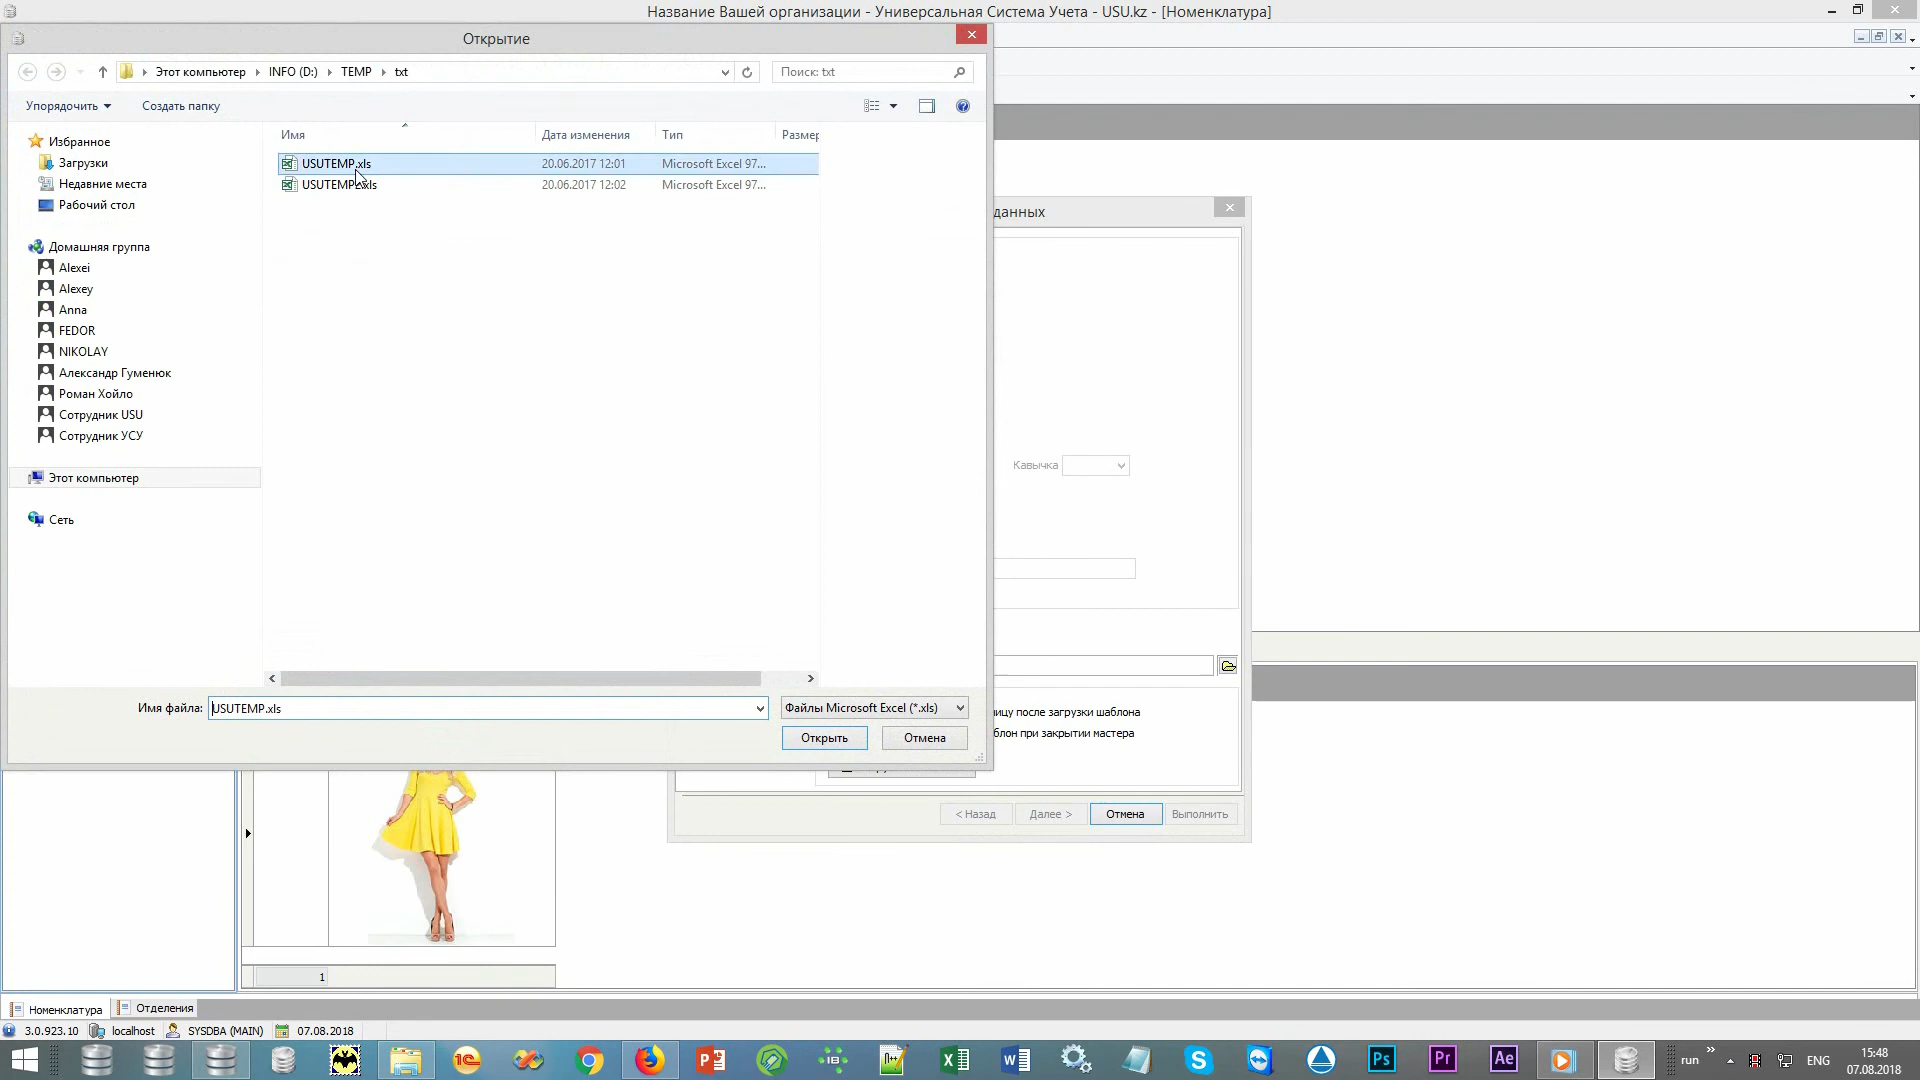 Название Вашей организации - Универсальная Система Учета - USU.kz - [Номенклатура]
Открытие
Этот компьютер
INFO (D:)
TEMP
txt
Поиск: txt
Упорядочить
Создать папку
Имя
Дата изменения
Тип
Размер
USUTEMP.xls
20.06.2017 12:01
Microsoft Excel 97...
20.06.2017 12:02
Microsoft Excel 97...
Избранное
Загрузки
Недавние места
Рабочий стол
Домашняя группа
Alexei
Alexey
Anna
FEDOR
NIKOLAY
Александр Гуменюк
Роман Хойло
Сотрудник USU
Сотрудник УСУ
Этот компьютер
Сеть
данных
Кавычка
Имя файла:
USUTEMP.xls
Файлы Microsoft Excel (*.xls)
Открыть
Отмена
ицу после загрузки шаблона
блон при закрытии мастера
< Назад
Далее >
Отмена
Выполнить
1
Номенклатура
Отделения
3.0.923.10
localhost
SYSDBA (MAIN)
07.08.2018
run
ENG
15:48
07.08.2018